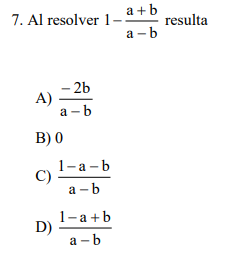 7. Al resolver 1 − (a + b)/(a − b) resulta
A) (− 2b)/(a − b)
B) 0
C) (1 − a − b)/(a − b)
D) (1 − a + b)/(a − b)